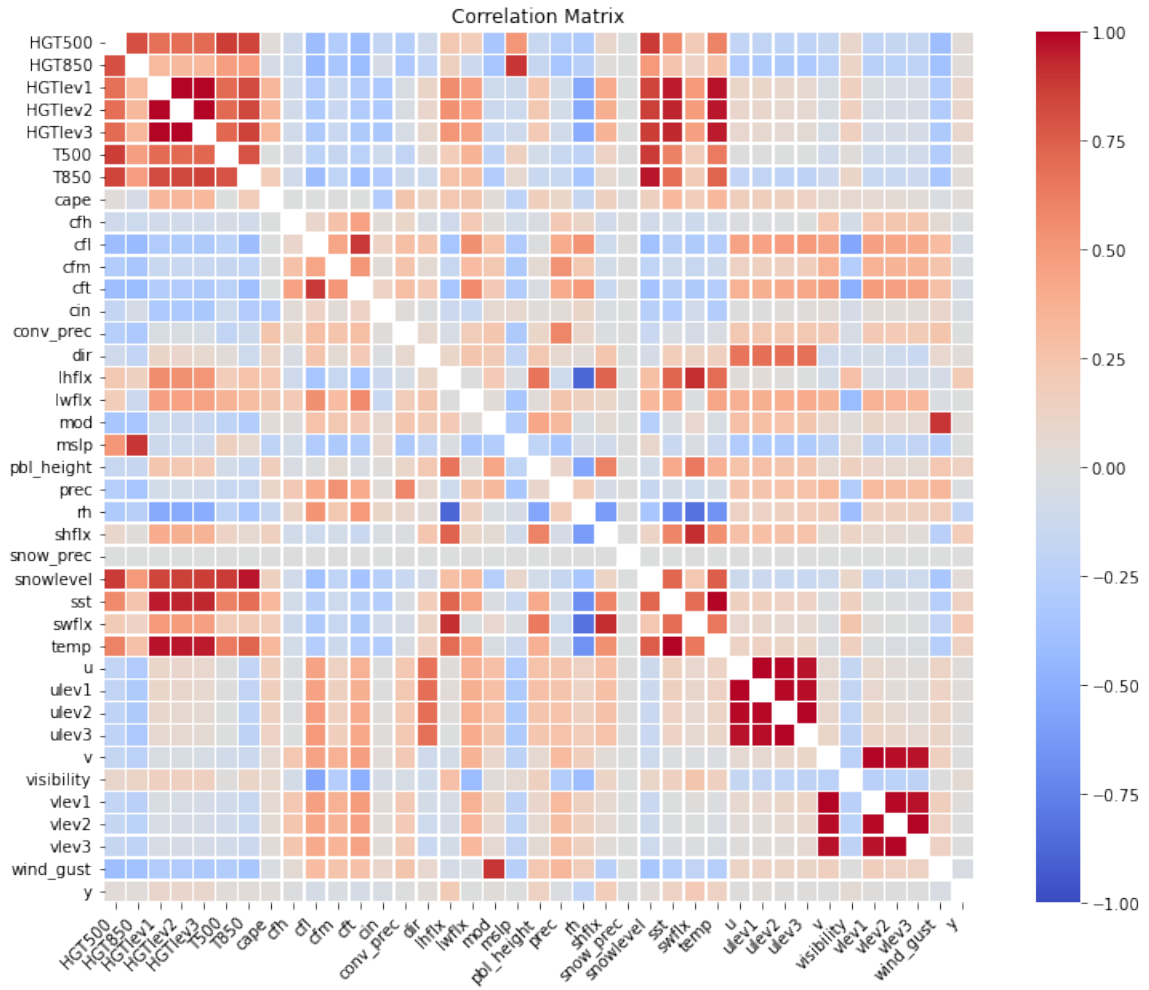 Correlation Matrix
HGT500
HGT850
HGTlev1
HGTlev2
HGTlev3
T500
T850
cape
cfh
cfl
cfm
cft
cin
conv_prec
dir
lhflx
lwflx
mod
mslp
pbl_height
prec
rh
shflx
snow_prec
snowlevel
sst
swflx
temp
u
ulev1
ulev2
ulev3
v
visibility
vlev1
vlev2
vlev3
wind_gust
y
HGT500
HGT850
HGTlev1
HGTlev2
HGTlev3
T500
T850
cape
cfh
cfl
cfm
cft
cin
conv_prec
dir
lhflx
lwflx
mod
mslp
pbl_height
prec
rh
shflx
snow_prec
snowlevel
sst
swflx
temp
u
ulev1
ulev2
ulev3
v
visibility
vlev1
vlev2
vlev3
wind_gust
y
1.00
0.75
0.50
0.25
0.00
−0.25
−0.50
−0.75
−1.00